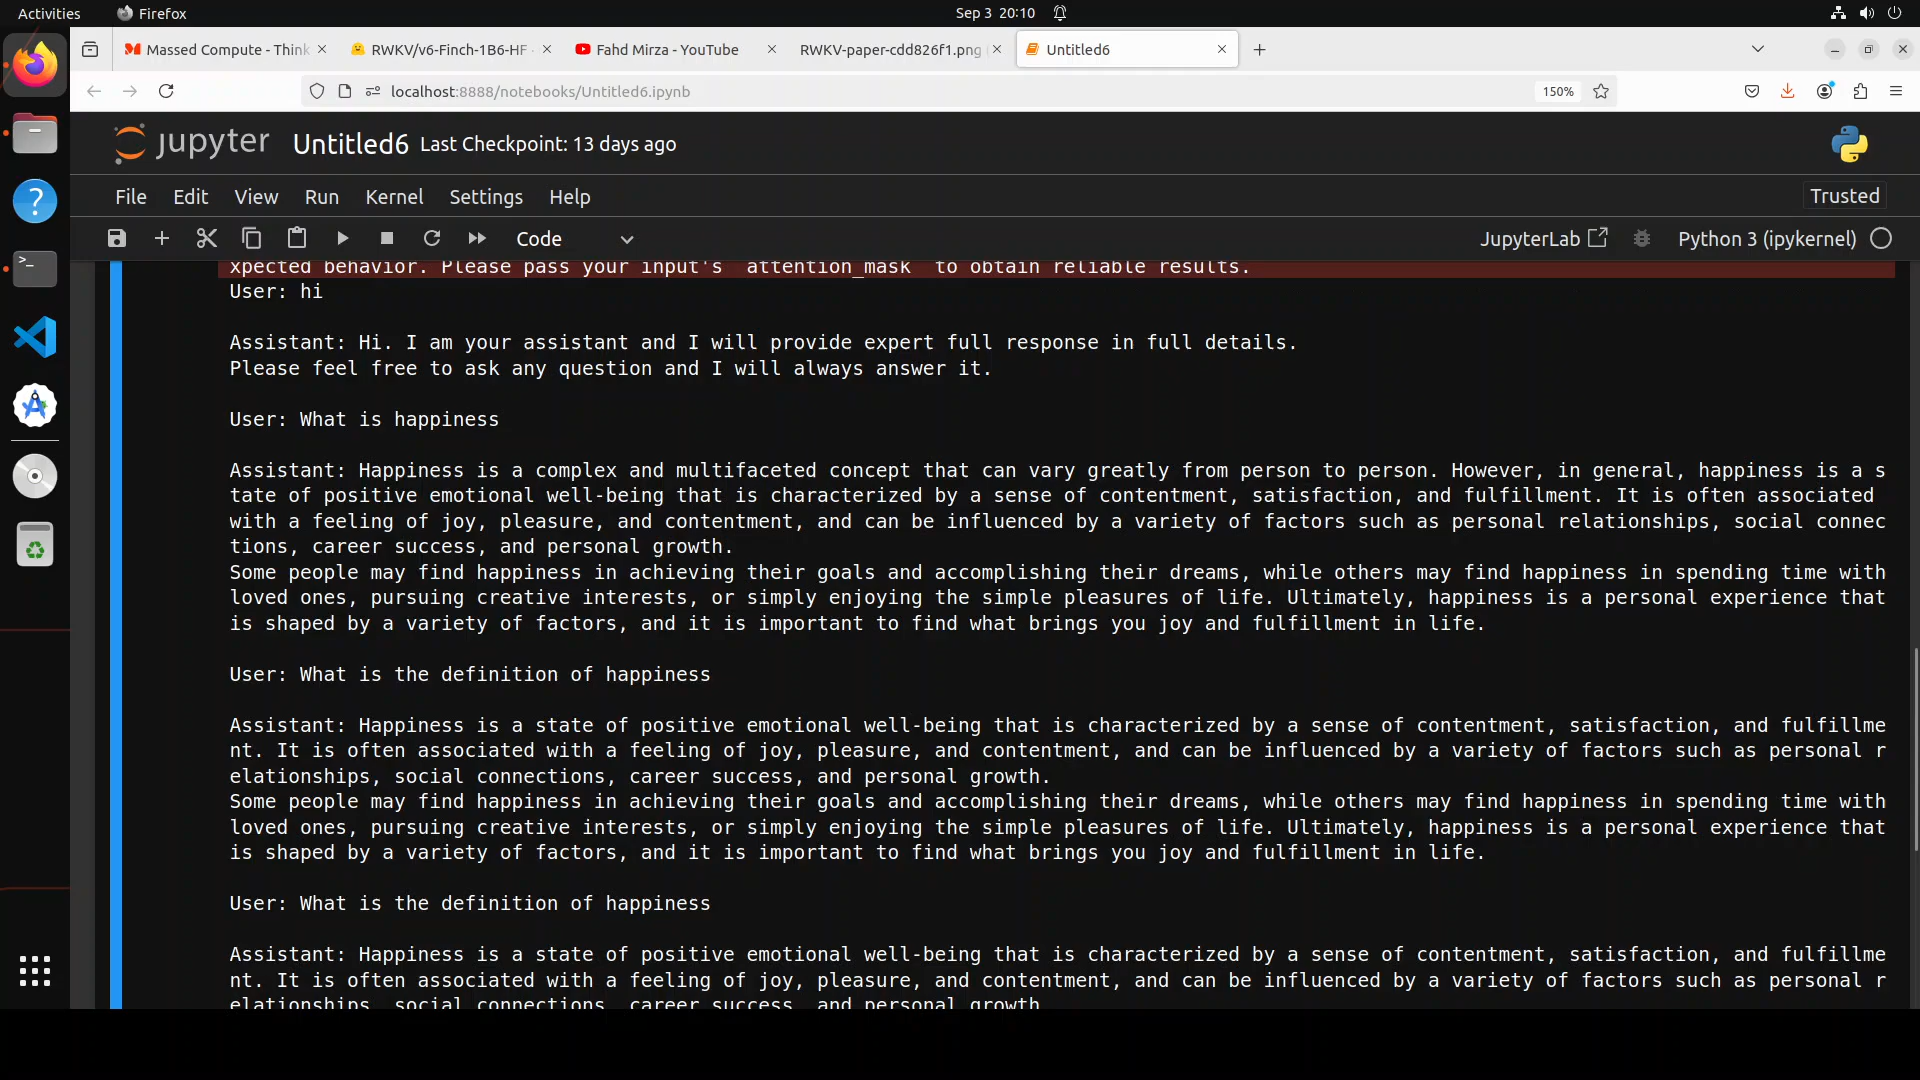 Activities Firefox Sep 3 20:10
Massed Compute - Think RWKV/v6-Finch-1B6-HF Fahd Mirza - YouTube RWKV-paper-cdd826f1.png Untitled6
localhost:8888/notebooks/Untitled6.ipynb 150%
jupyter Untitled6 Last Checkpoint: 13 days ago
File Edit View Run Kernel Settings Help Trusted
Code JupyterLab Python 3 (ipykernel)
xpected behavior. Please pass your input's attention_mask to obtain reliable results.
User: hi
Assistant: Hi. I am your assistant and I will provide expert full response in full details.
Please feel free to ask any question and I will always answer it.
User: What is happiness
Assistant: Happiness is a complex and multifaceted concept that can vary greatly from person to person. However, in general, happiness is a s
tate of positive emotional well-being that is characterized by a sense of contentment, satisfaction, and fulfillment. It is often associated
with a feeling of joy, pleasure, and contentment, and can be influenced by a variety of factors such as personal relationships, social connec
tions, career success, and personal growth.
Some people may find happiness in achieving their goals and accomplishing their dreams, while others may find happiness in spending time with
loved ones, pursuing creative interests, or simply enjoying the simple pleasures of life. Ultimately, happiness is a personal experience that
is shaped by a variety of factors, and it is important to find what brings you joy and fulfillment in life.
User: What is the definition of happiness
Assistant: Happiness is a state of positive emotional well-being that is characterized by a sense of contentment, satisfaction, and fulfillme
nt. It is often associated with a feeling of joy, pleasure, and contentment, and can be influenced by a variety of factors such as personal r
elationships, social connections, career success, and personal growth.
Some people may find happiness in achieving their goals and accomplishing their dreams, while others may find happiness in spending time with
loved ones, pursuing creative interests, or simply enjoying the simple pleasures of life. Ultimately, happiness is a personal experience that
is shaped by a variety of factors, and it is important to find what brings you joy and fulfillment in life.
User: What is the definition of happiness
Assistant: Happiness is a state of positive emotional well-being that is characterized by a sense of contentment, satisfaction, and fulfillme
nt. It is often associated with a feeling of joy, pleasure, and contentment, and can be influenced by a variety of factors such as personal r
elationships, social connections, career success, and personal growth.